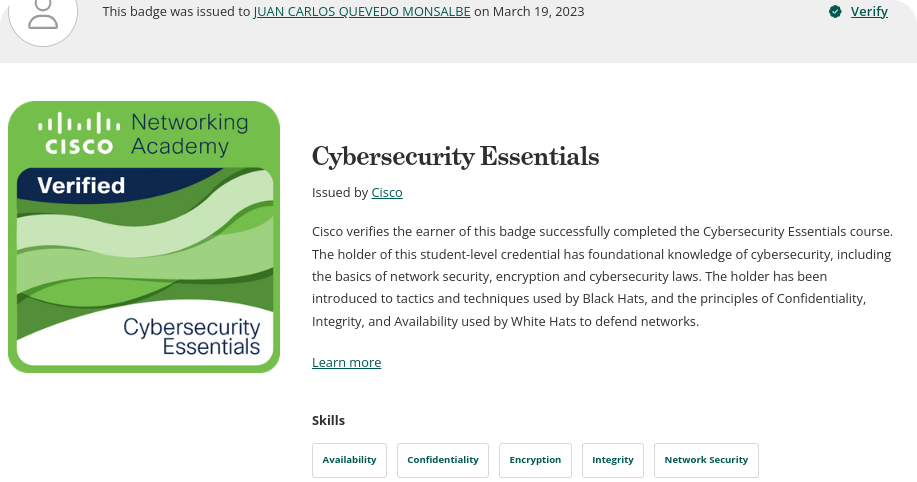 This badge was issued to JUAN CARLOS QUEVEDO MONSALBE on March 19, 2023
Verify
CISCO
Networking
Academy
Verified
Cybersecurity
Essentials
Cybersecurity Essentials
Issued by Cisco
Cisco verifies the earner of this badge successfully completed the Cybersecurity Essentials course.
The holder of this student-level credential has foundational knowledge of cybersecurity, including
the basics of network security, encryption and cybersecurity laws. The holder has been
introduced to tactics and techniques used by Black Hats, and the principles of Confidentiality,
Integrity, and Availability used by White Hats to defend networks.
Learn more
Skills
Availability
Confidentiality
Encryption
Integrity
Network Security